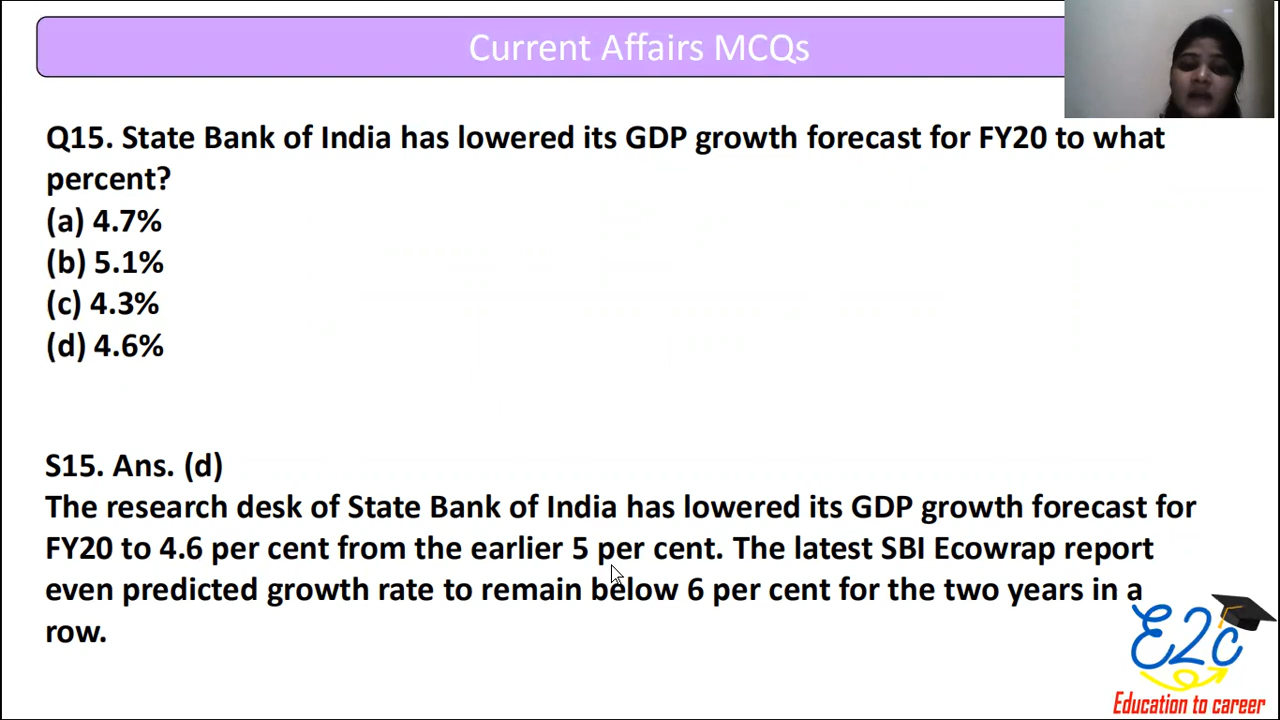 Current Affairs MCQs
Q15. State Bank of India has lowered its GDP growth forecast for FY20 to what
percent?
(a) 4.7%
(b) 5.1%
(c) 4.3%
(d) 4.6%
S15. Ans. (d)
The research desk of State Bank of India has lowered its GDP growth forecast for
FY20 to 4.6 per cent from the earlier 5 per cent. The latest SBI Ecowrap report
even predicted growth rate to remain below 6 per cent for the two years in a
row.
E2c
Education to career